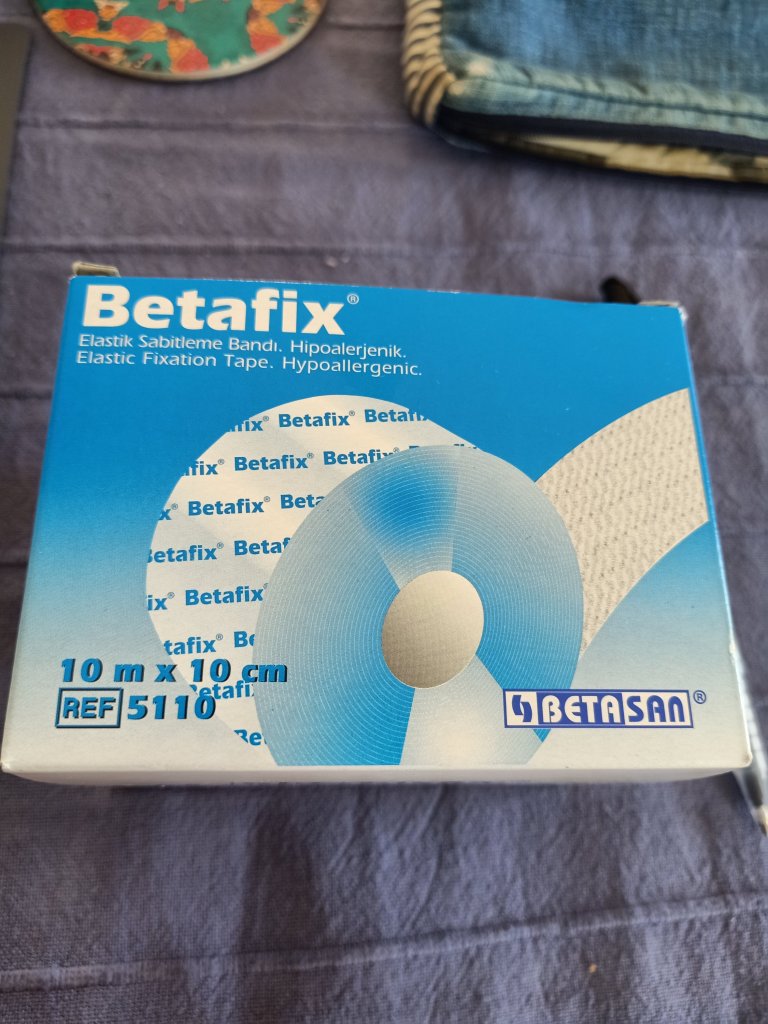 Betafix®
Elastik Sabitleme Bandı. Hipoalerjenik.
Elastic Fixation Tape. Hypoallergenic.
Betafix® Betafix®
Betafix® Betafix®
Betafix®
Betafix®
Betafix®
10 m x 10 cm
REF 5110
BETASAN®